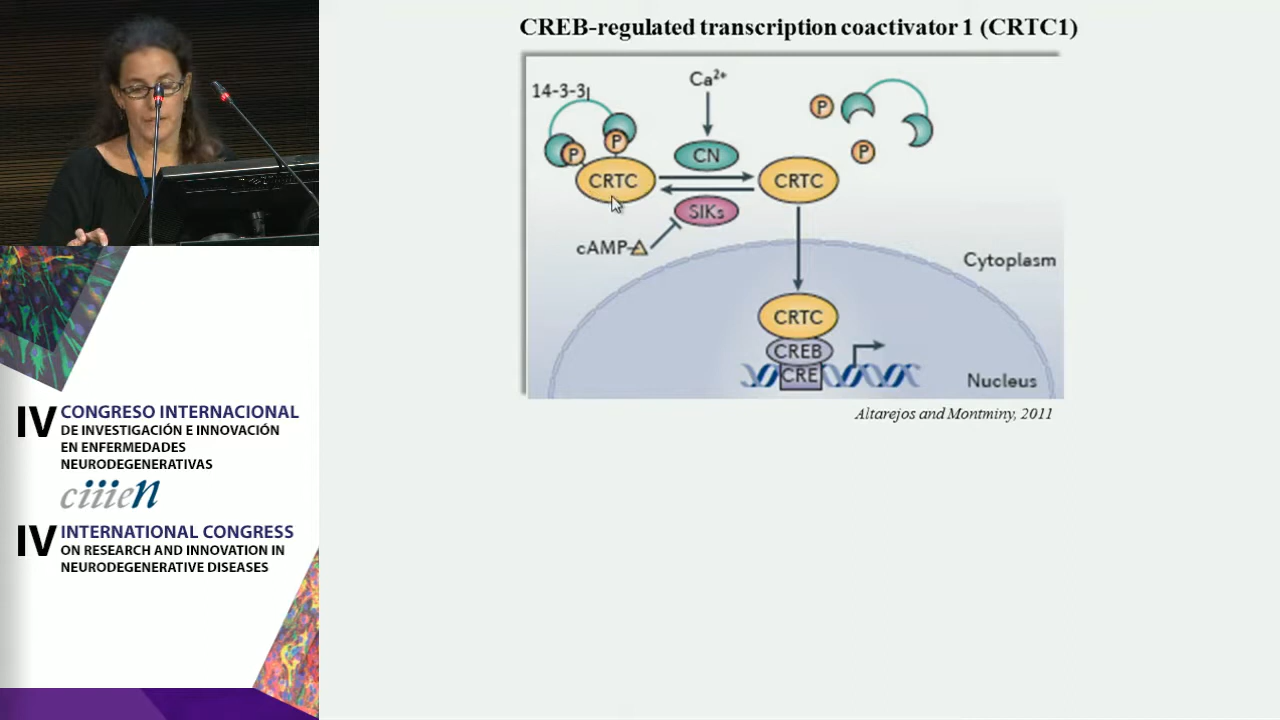 CREB-regulated transcription coactivator 1 (CRTC1)
14-3-3
Ca2+
P
P
P
P
CN
CRTC
CRTC
SIKs
cAMP
Cytoplasm
CRTC
CREB
CRE
Nucleus
Altarejos and Montminy, 2011
IV CONGRESO INTERNACIONAL
DE INVESTIGACIÓN E INNOVACIÓN
EN ENFERMEDADES
NEURODEGENERATIVAS
ciiien
IV INTERNATIONAL CONGRESS
ON RESEARCH AND INNOVATION IN
NEURODEGENERATIVE DISEASES